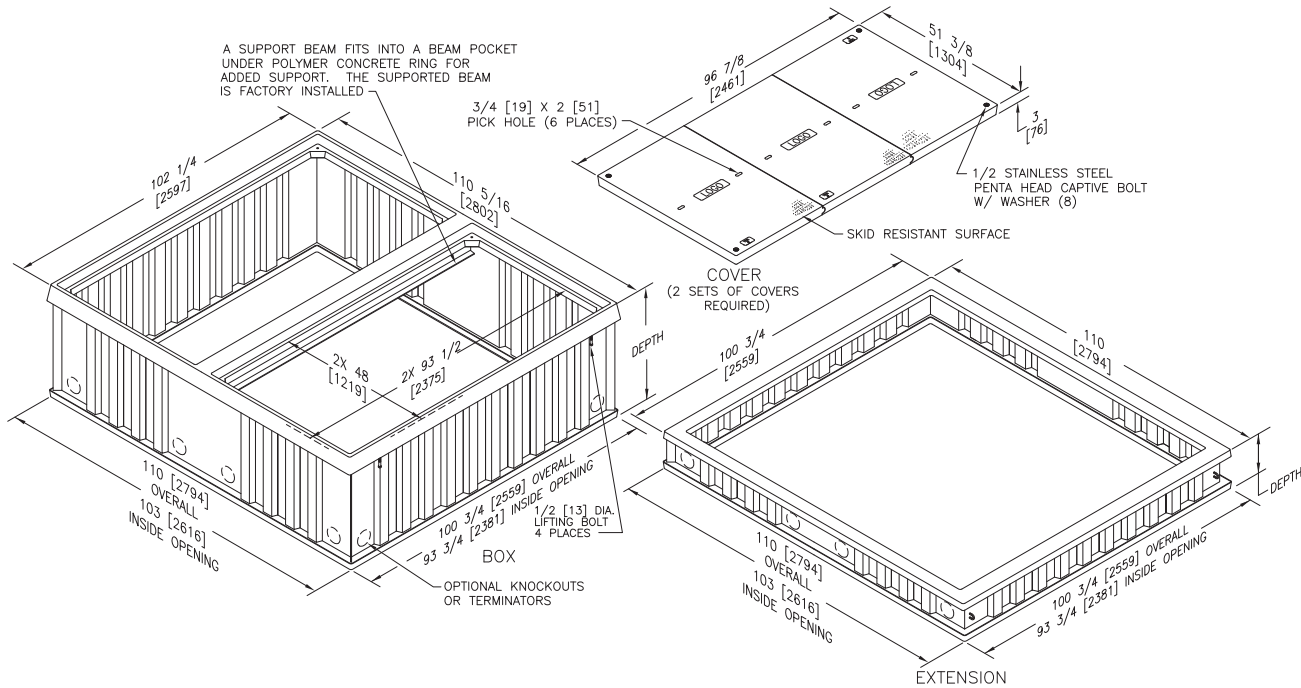 A SUPPORT BEAM FITS INTO A BEAM POCKET
UNDER POLYMER CONCRETE RING FOR
ADDED SUPPORT. THE SUPPORTED BEAM
IS FACTORY INSTALLED
102 1/4
[2597]
110 5/16
[2802]
2X 48
[1219]
2X 93 1/2
[2375]
DEPTH
110 [2794]
OVERALL
103 [2616]
INSIDE OPENING
100 3/4 [2559] OVERALL
93 3/4 [2381] INSIDE OPENING
1/2 [13] DIA.
LIFTING BOLT
4 PLACES
BOX
OPTIONAL KNOCKOUTS
OR TERMINATORS
96 7/8
[2461]
51 3/8
[1304]
3
[76]
3/4 [19] X 2 [51]
PICK HOLE (6 PLACES)
LOGO
LOGO
LOGO
1/2 STAINLESS STEEL
PENTA HEAD CAPTIVE BOLT
W/ WASHER (8)
SKID RESISTANT SURFACE
COVER
(2 SETS OF COVERS
REQUIRED)
100 3/4
[2559]
110
[2794]
DEPTH
110 [2794]
OVERALL
103 [2616]
INSIDE OPENING
100 3/4 [2559] OVERALL
93 3/4 [2381] INSIDE OPENING
EXTENSION